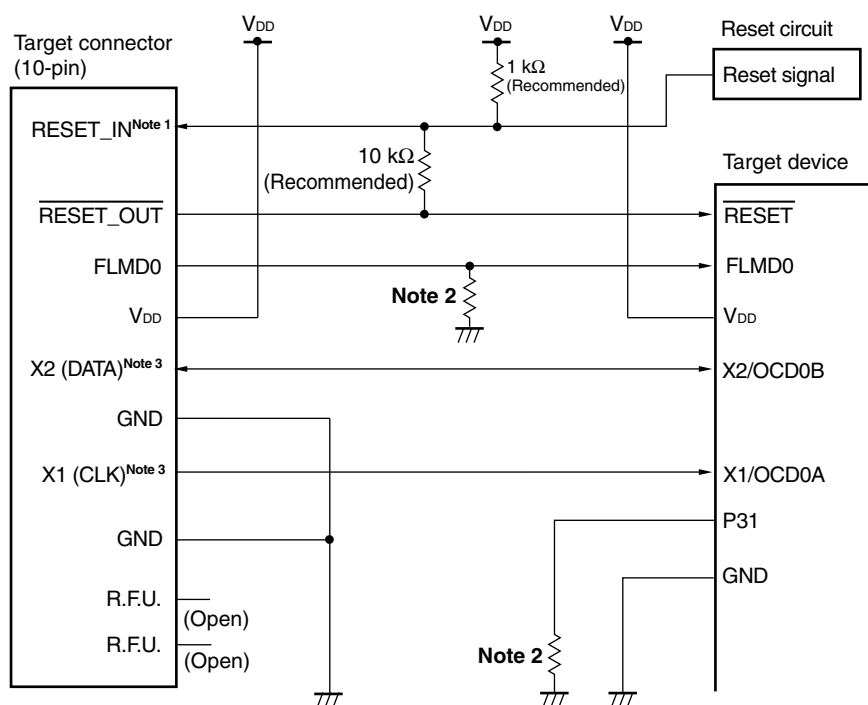 VDD
VDD
VDD
Target connector
(10-pin)
Reset circuit
Reset signal
1 kΩ
(Recommended)
RESET_INNote 1
10 kΩ
(Recommended)
Target device
RESET_OUT
RESET
FLMD0
FLMD0
Note 2
VDD
VDD
X2 (DATA)Note 3
X2/OCD0B
GND
X1 (CLK)Note 3
X1/OCD0A
P31
GND
GND
R.F.U.
(Open)
R.F.U.
(Open)
Note 2